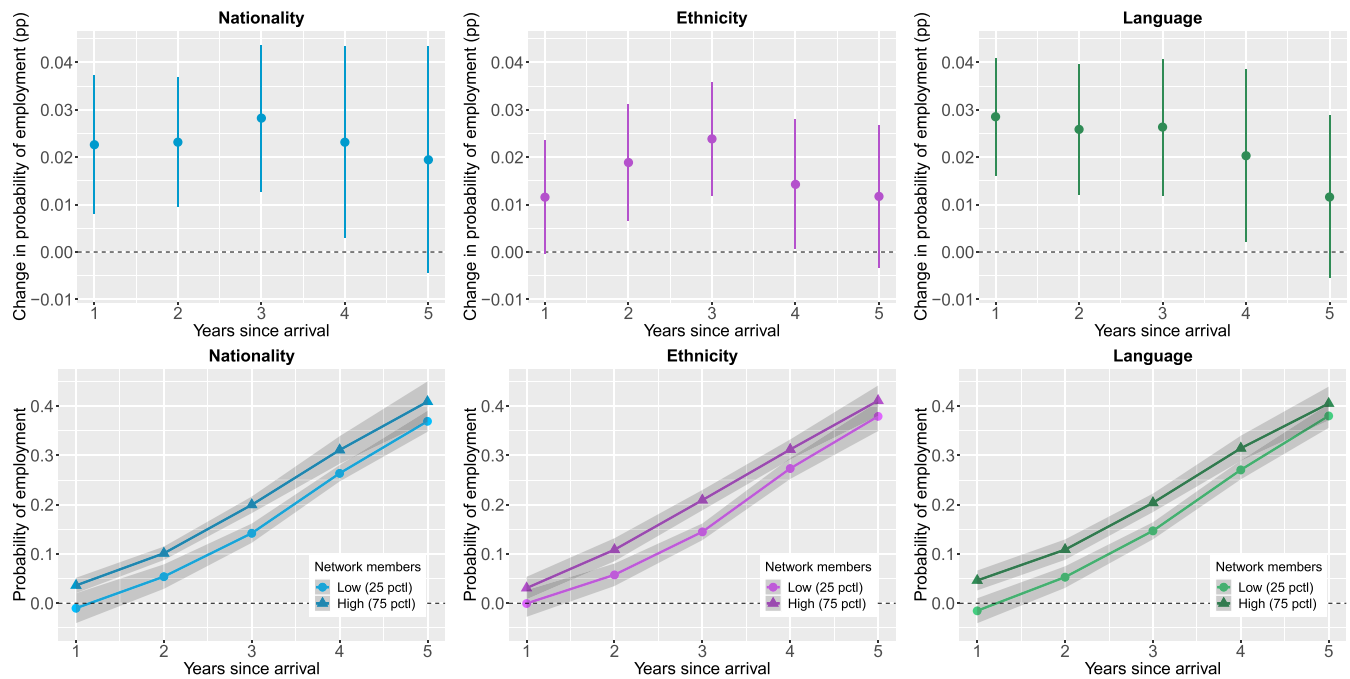 Nationality
Change in probability of employment (pp)
0.04
0.03
0.02
0.01
0.00
−0.01
1 2 3 4 5
Years since arrival
Ethnicity
Change in probability of employment (pp)
0.04
0.03
0.02
0.01
0.00
−0.01
1 2 3 4 5
Years since arrival
Language
Change in probability of employment (pp)
0.04
0.03
0.02
0.01
0.00
−0.01
1 2 3 4 5
Years since arrival
Nationality
Probability of employment
0.4
0.3
0.2
0.1
0.0
Network members
Low (25 pctl)
High (75 pctl)
1 2 3 4 5
Years since arrival
Ethnicity
Probability of employment
0.4
0.3
0.2
0.1
0.0
Network members
Low (25 pctl)
High (75 pctl)
1 2 3 4 5
Years since arrival
Language
Probability of employment
0.4
0.3
0.2
0.1
0.0
Network members
Low (25 pctl)
High (75 pctl)
1 2 3 4 5
Years since arrival